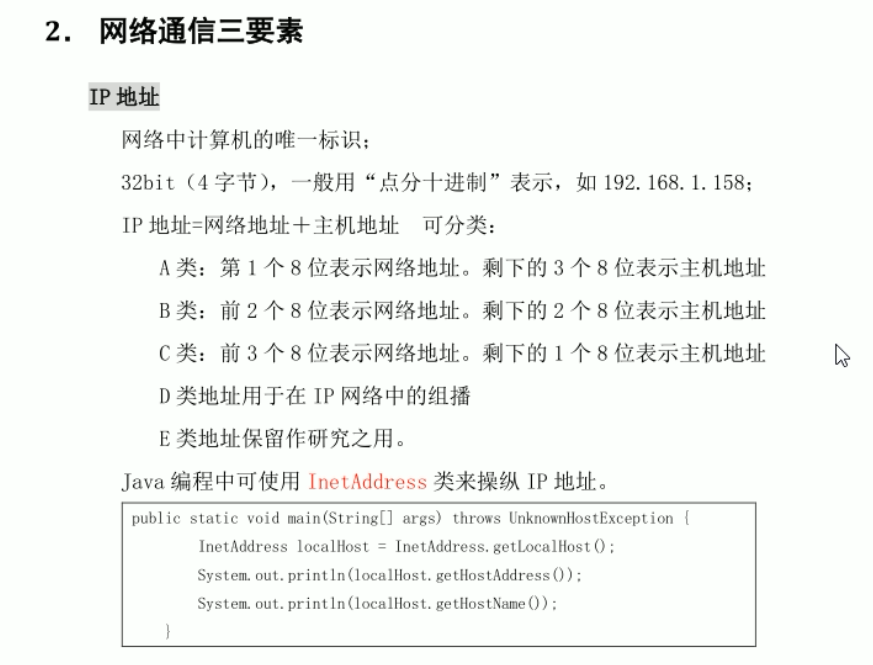 2. 网络通信三要素
IP 地址
网络中计算机的唯一标识；
32bit（4 字节），一般用“点分十进制”表示，如 192.168.1.158；
IP 地址=网络地址＋主机地址 可分类：
A 类：第 1 个 8 位表示网络地址。剩下的 3 个 8 位表示主机地址
B 类：前 2 个 8 位表示网络地址。剩下的 2 个 8 位表示主机地址
C 类：前 3 个 8 位表示网络地址。剩下的 1 个 8 位表示主机地址
D 类地址用于在 IP 网络中的组播
E 类地址保留作研究之用。
Java 编程中可使用 InetAddress 类来操纵 IP 地址。
public static void main(String[] args) throws UnknownHostException {
InetAddress localHost = InetAddress.getLocalHost();
System.out.println(localHost.getHostAddress());
System.out.println(localHost.getHostName());
}